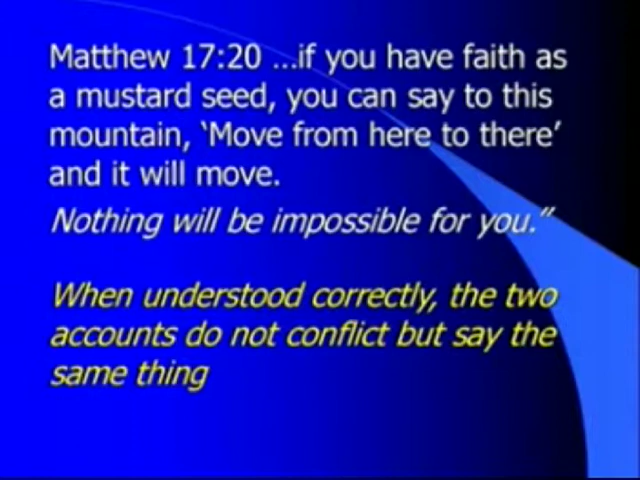 Matthew 17:20 ...if you have faith as
a mustard seed, you can say to this
mountain, ‘Move from here to there’
and it will move.
Nothing will be impossible for you.”
When understood correctly, the two
accounts do not conflict but say the
same thing